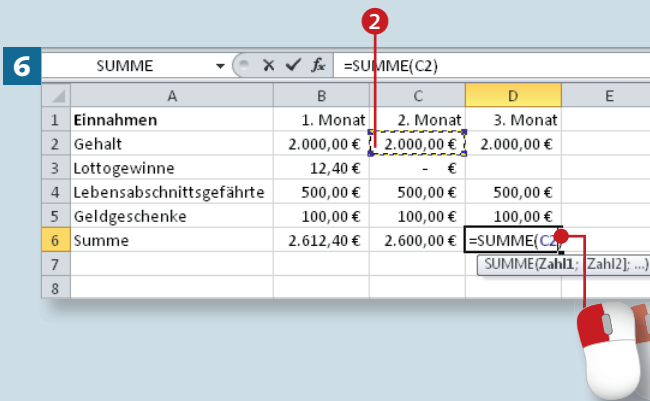 2
6
SUMME fx =SUMME(C2)
A B C D E
1 Einnahmen 1. Monat 2. Monat 3. Monat
2 Gehalt 2.000,00 € 2.000,00 € 2.000,00 €
3 Lottogewinne 12,40 € - €
4 Lebensabschnittsgefährte 500,00 € 500,00 € 500,00 €
5 Geldgeschenke 100,00 € 100,00 € 100,00 €
6 Summe 2.612,40 € 2.600,00 € =SUMME(C2)
7 SUMME(Zahl1; [Zahl2]; ...)
8